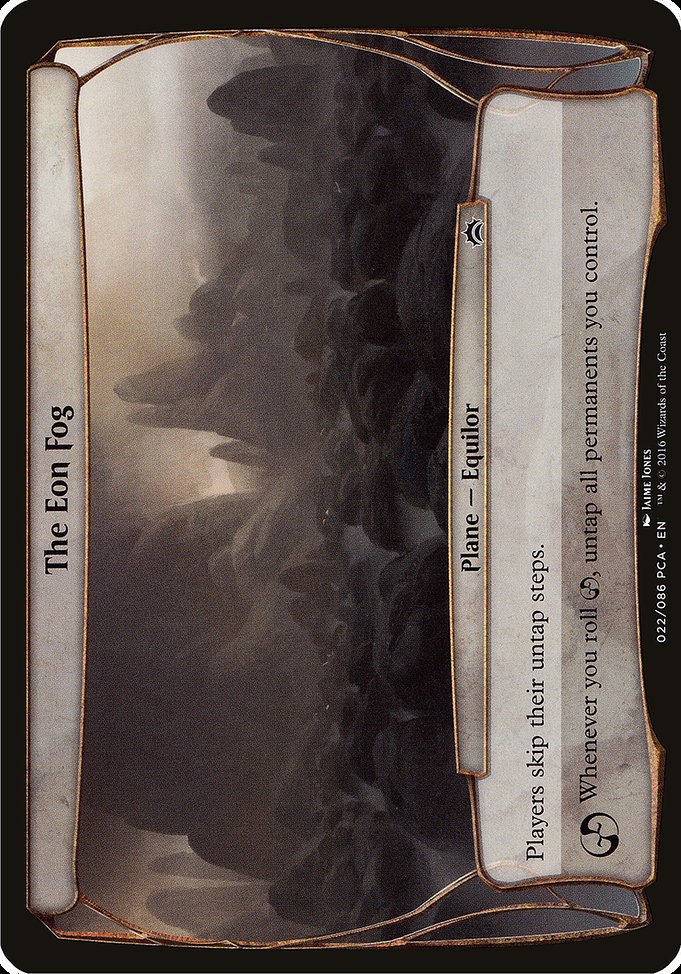 The Eon Fog
Plane — Equilor
Players skip their untap steps.
Whenever you roll , untap all permanents you control.
022/086 PCA • EN JAIME JONES
™ & © 2016 Wizards of the Coast